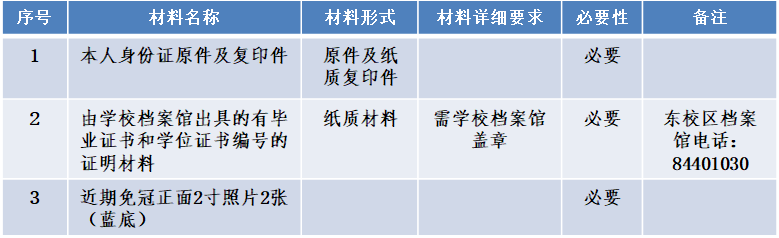 序号 材料名称 材料形式 材料详细要求 必要性 备注
1 本人身份证原件及复印件 原件及纸质复印件 必要
2 由学校档案馆出具的有毕业证书和学位证书编号的证明材料 纸质材料 需学校档案馆盖章 必要 东校区档案馆电话：84401030
3 近期免冠正面2寸照片2张（蓝底） 必要